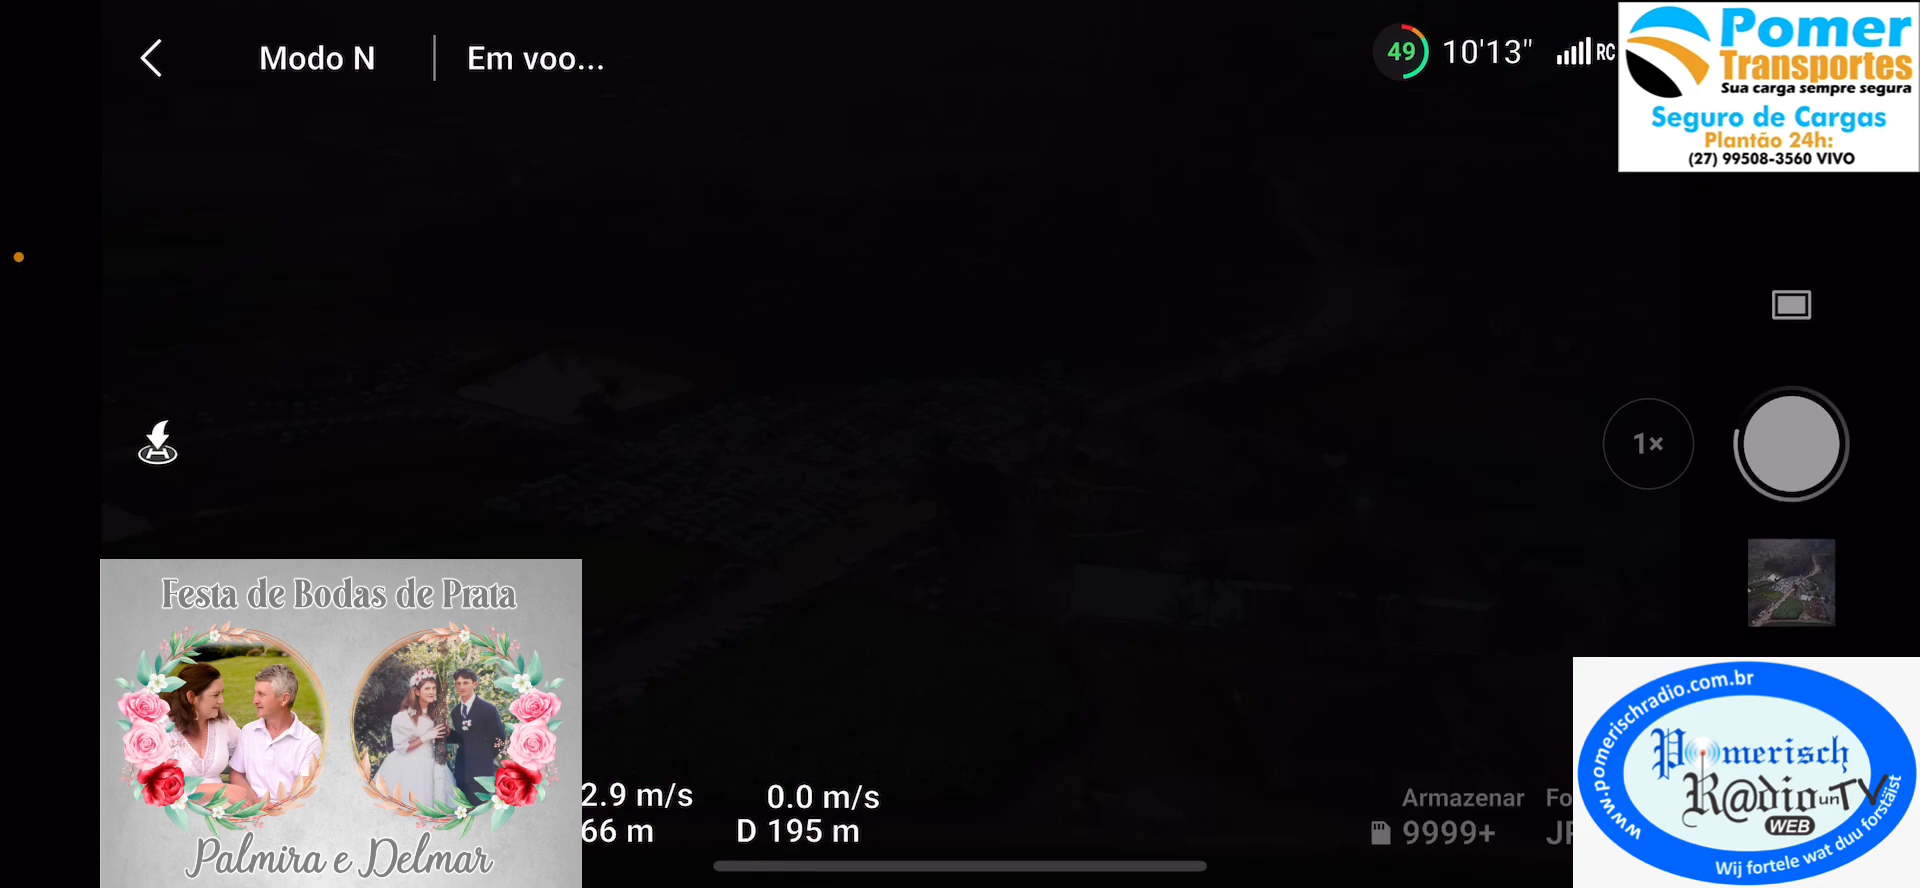 Modo N
Em voo...
49
10'13"
RC
Pomer
Transportes
Sua carga sempre segura
Seguro de Cargas
Plantão 24h:
(27) 99508-3560 VIVO
1×
Festa de Bodas de Prata
Palmira e Delmar
2.9 m/s
0.0 m/s
66 m
D 195 m
Armazenar
9999+
www.pomerischradio.com.br
Pomerisch
R@dio un TV
WEB
Wij fortele wat duu forstäist